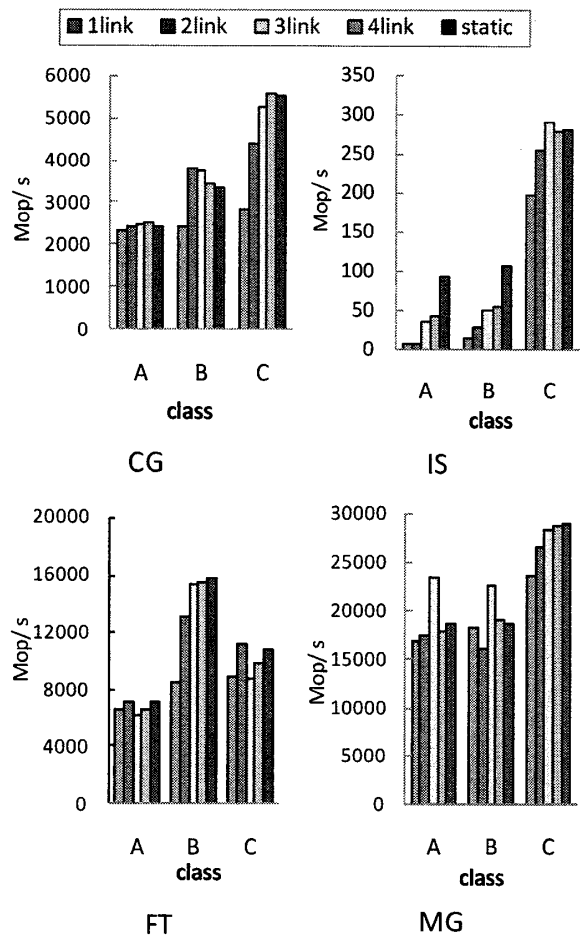 1link 2link 3link 4link static
6000
5000
4000
3000
2000
1000
0
Mop/ s
A B C
class
CG
350
300
250
200
150
100
50
0
Mop/ s
A B C
class
IS
20000
16000
12000
8000
4000
0
Mop/ s
A B C
class
FT
30000
25000
20000
15000
10000
5000
0
Mop/ s
A B C
class
MG